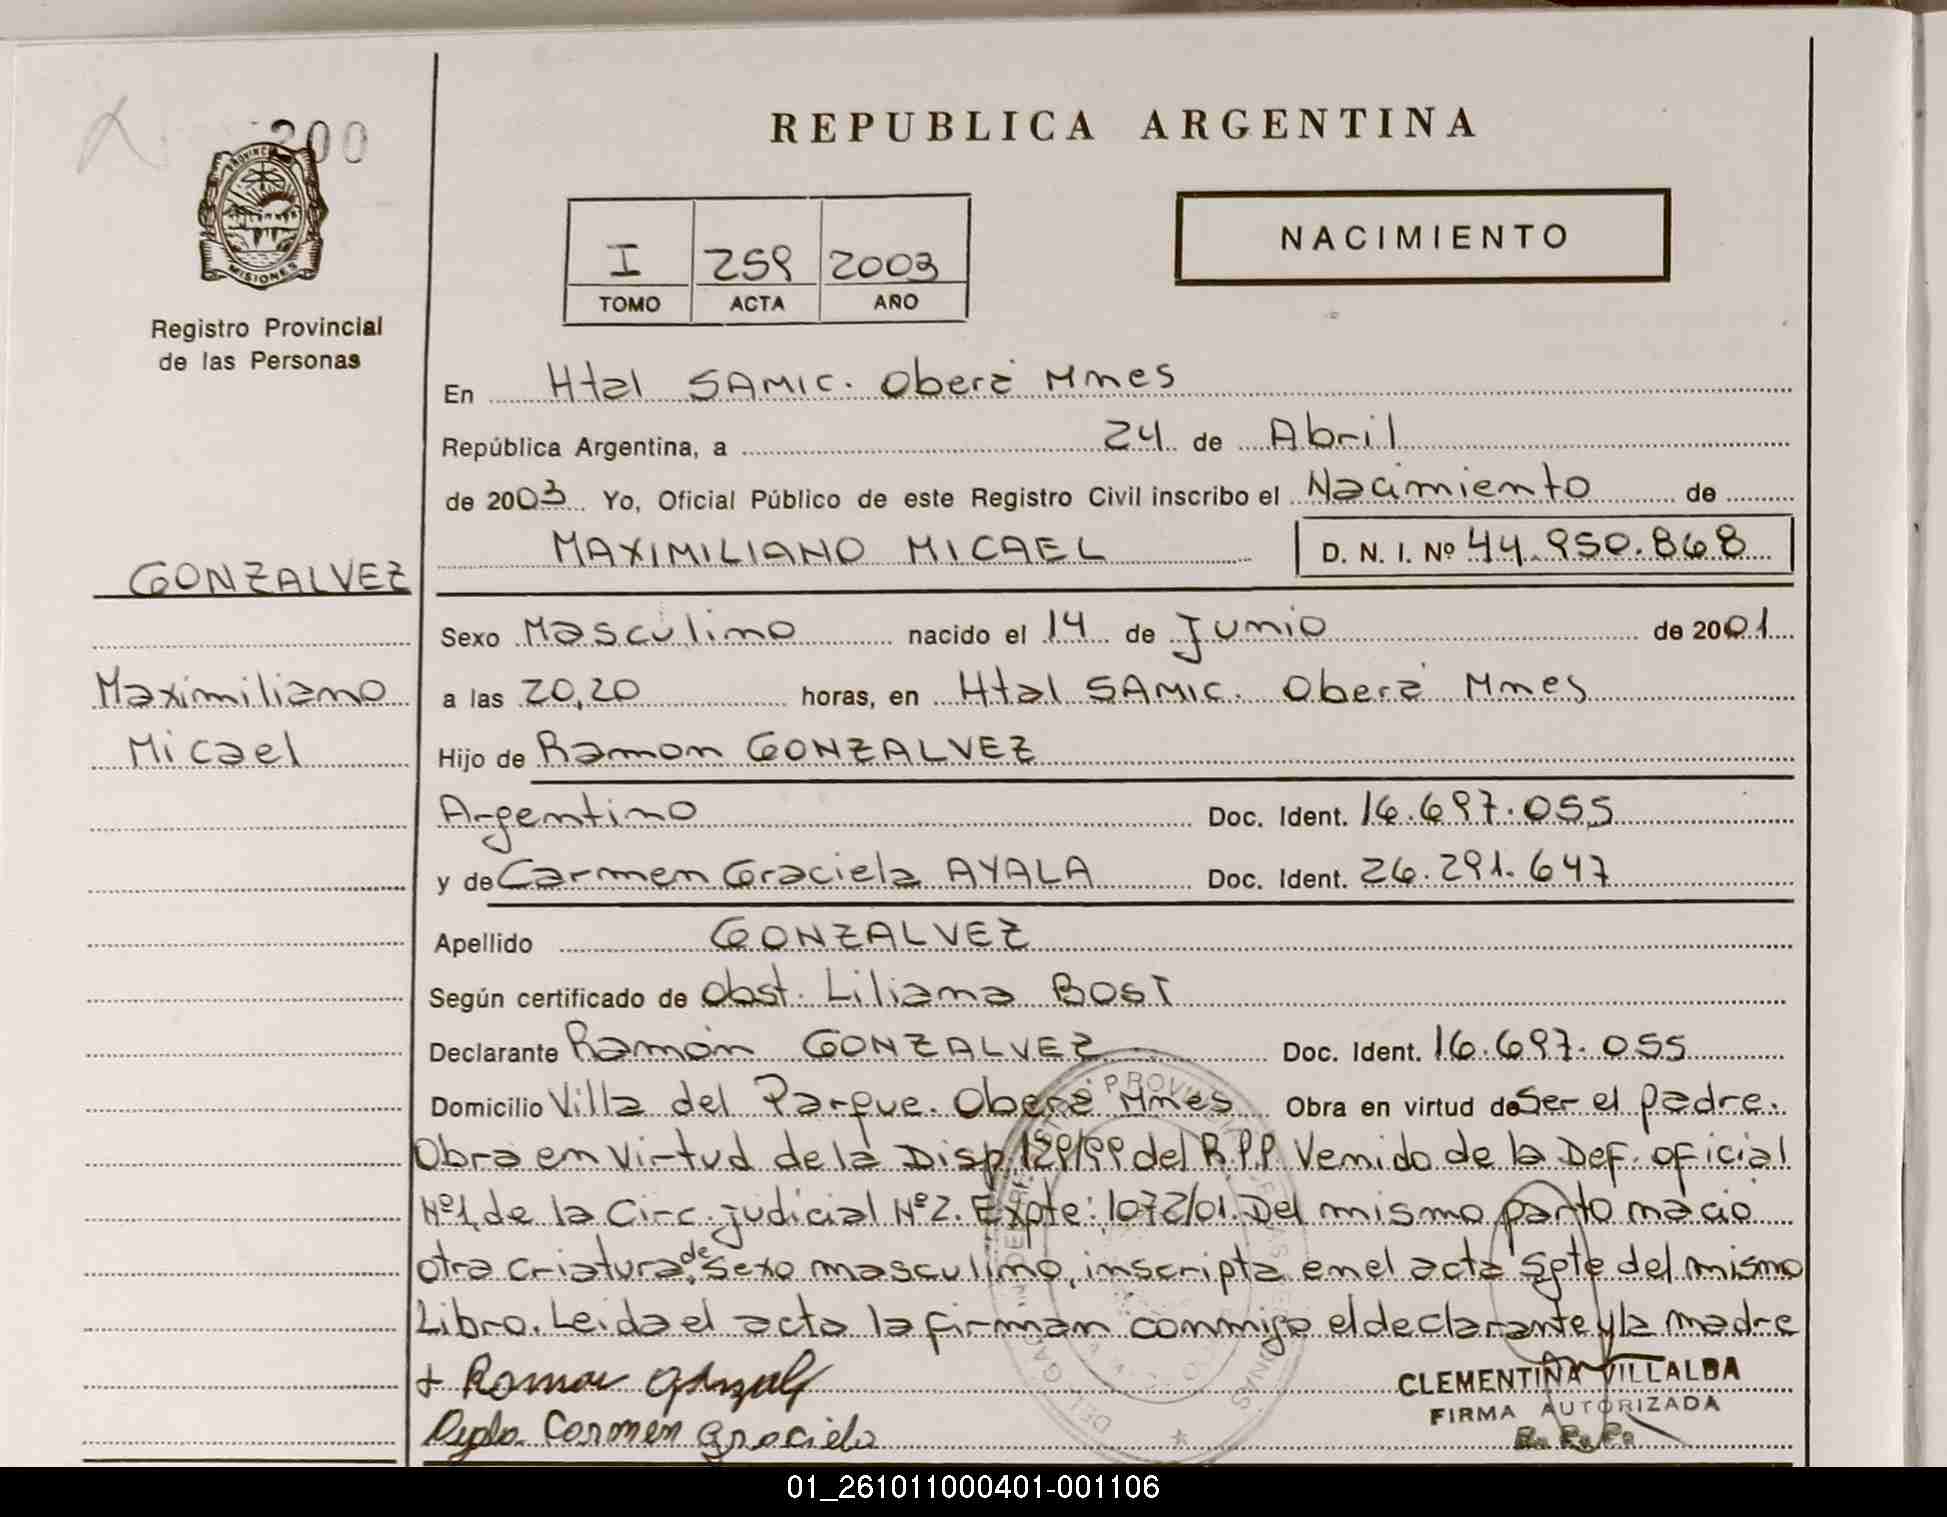 200
PROVINCIA
MISIONES
Registro Provincial
de las Personas
REPUBLICA ARGENTINA
I 259 2003
TOMO ACTA AÑO
NACIMIENTO
En Htal SAMIC. Oberá Mnes
República Argentina, a 24 de Abril
de 2003 Yo, Oficial Público de este Registro Civil inscribo el Nacimiento de
MAXIMILIANO MICAEL D. N. I. Nº 44.950.868
GONZALVEZ
Sexo Masculino nacido el 14 de Junio de 2001
Maximiliano
a las 20,20 horas, en Htal SAMIC. Oberá Mnes
Micael
Hijo de Ramon GONZALVEZ
Argentino Doc. Ident. 16.697.055
y de Carmen Graciela AYALA Doc. Ident. 26.291.647
Apellido GONZALVEZ
Según certificado de Obst. Liliana BOST
Declarante Ramón GONZALVEZ Doc. Ident. 16.697.055
Domicilio Villa del Parque. Oberá Mnes Obra en virtud de Ser el padre.
Obra en Virtud de la Disp. 129/99 del R.P.P. Venido de la Def. oficial
Nº1, de la Circ. judicial Nº2. Expte: 1072/01. Del mismo parto nacio
otra criatura, de sexo masculino, inscripta en el acta Sgte del mismo
Libro. Leida el acta la firman conmigo el declarante y la madre
+ Ramon Gonzalz
Ayala Carmen Graciela
CLEMENTINA VILLALBA
FIRMA AUTORIZADA
R. P. P.
01_261011000401-001106